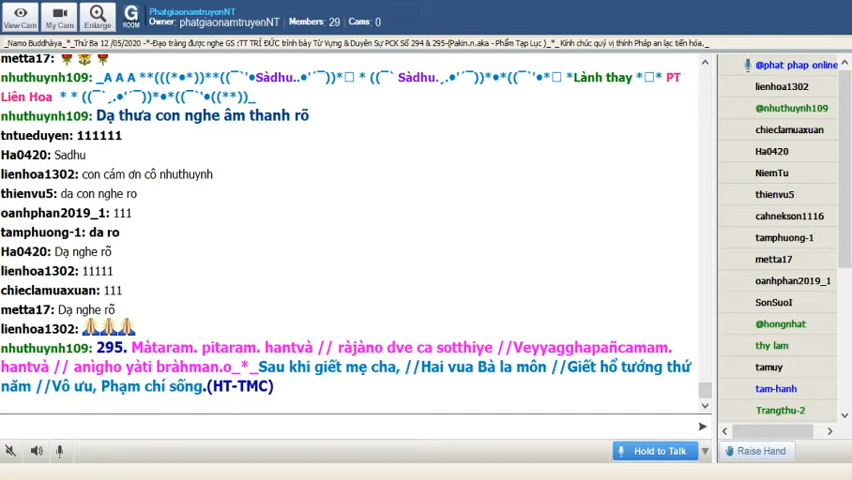 View Cam
My Cam
Enlarge
G
ROOM
PhatgiaonamtruyenNT
Owner: phatgiaonamtruyenNT Members: 29 Cams: 0
_Namo Buddhàya_*_Thứ Ba 12 /05/2020 -*-Đạo tràng được nghe GS :TT TRÍ ĐỨC trình bày Từ Vựng & Duyên Sự PCK Số 294 & 295-(Pakin.n.aka - Phẩm Tạp Lục )_*_Kính chúc quý vị thính Pháp an lạc tiến hóa._
metta17:
nhuthuynh109: _A A A **(((*•*))**((¯`'•Sàdhu..•'´¯))*□ * ((¯` Sàdhu.¸.•'´¯))*•*((¯`'•*□ *Lành thay *□* PT
Liên Hoa * * ((¯`¸.•'´¯))*•*((¯`'•((**))_
nhuthuynh109: Dạ thưa con nghe âm thanh rõ
tntueduyen: 111111
Ha0420: Sadhu
lienhoa1302: con cám ơn cô nhuthuynh
thienvu5: da con nghe ro
oanhphan2019_1: 111
tamphuong-1: da ro
Ha0420: Dạ nghe rõ
lienhoa1302: 11111
chieclamuaxuan: 111
metta17: Dạ nghe rõ
lienhoa1302: 🙏🙏🙏
nhuthuynh109: 295. Màtaram. pitaram. hantvà // ràjàno dve ca sotthiye //Veyyagghapañcamam.
hantvà // anìgho yàti bràhman.o_*_Sau khi giết mẹ cha, //Hai vua Bà la môn //Giết hổ tướng thứ
năm //Vô ưu, Phạm chí sống.(HT-TMC)
@phat phap online
lienhoa1302
@nhuthuynh109
chieclamuaxuan
Ha0420
NiemTu
thienvu5
cahnekson1116
tamphuong-1
metta17
oanhphan2019_1
SonSuoI
@hongnhat
thy lam
tamuy
tam-hanh
Trangthu-2
Hold to Talk
Raise Hand